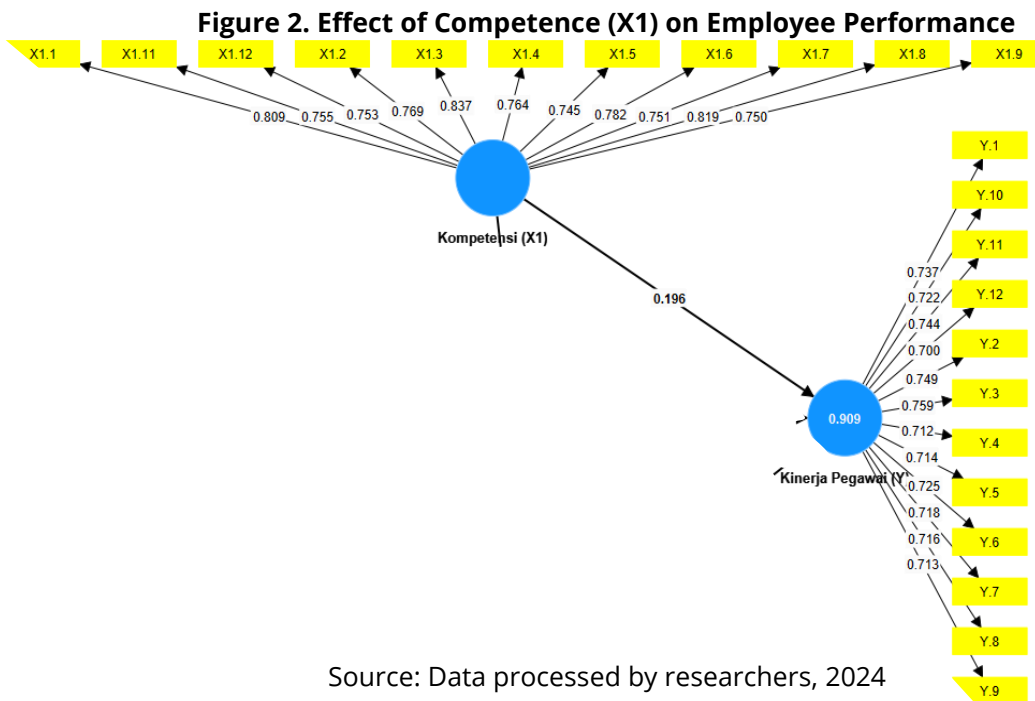 Figure 2. Effect of Competence (X1) on Employee Performance
X1.1 X1.11 X1.12 X1.2 X1.3 X1.4 X1.5 X1.6 X1.7 X1.8 X1.9
0.809 0.755 0.753 0.769 0.837 0.764 0.745 0.782 0.751 0.819 0.750
Kompetensi (X1)
0.196
0.909
Kinerja Pegawai (Y
Y.1
Y.10
Y.11
Y.12
Y.2
Y.3
Y.4
Y.5
Y.6
Y.7
Y.8
Y.9
0.737
0.722
0.744
0.700
0.749
0.759
0.712
0.714
0.725
0.718
0.716
0.713
Source: Data processed by researchers, 2024